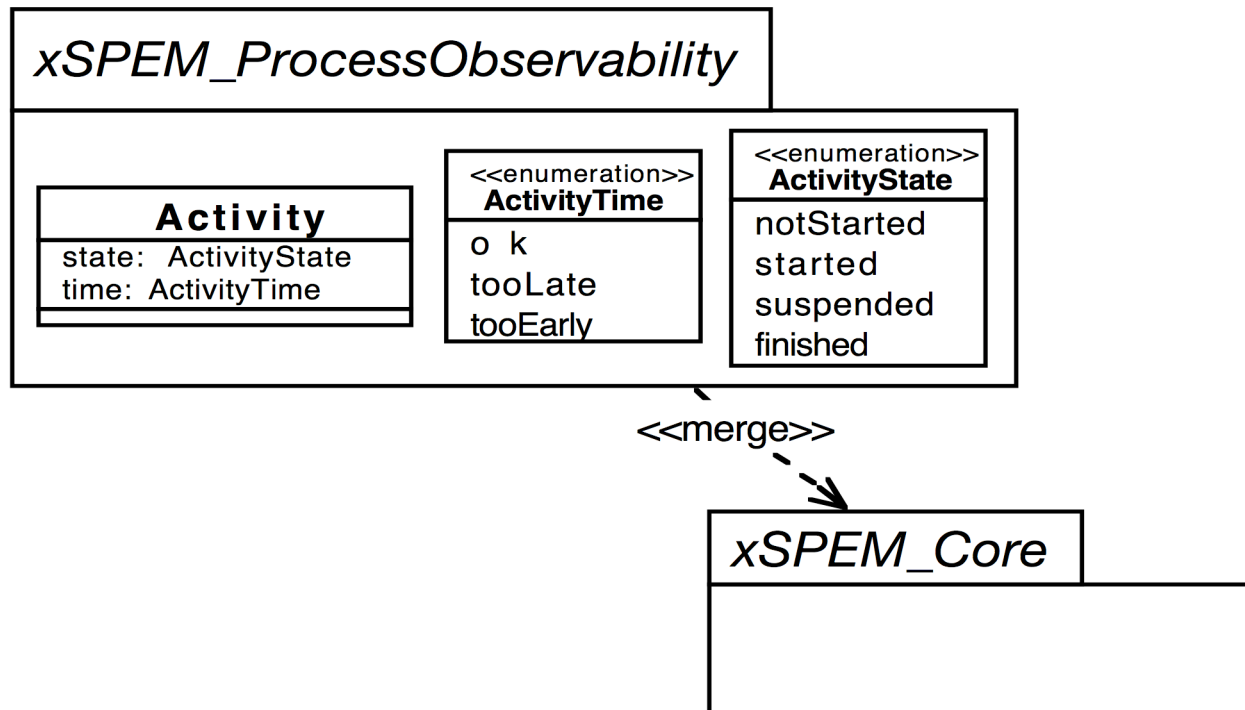 xSPEM_ProcessObservability
Activity
state: ActivityState
time: ActivityTime
<<enumeration>>
ActivityTime
o k
tooLate
tooEarly
<<enumeration>>
ActivityState
notStarted
started
suspended
finished
<<merge>>
xSPEM_Core